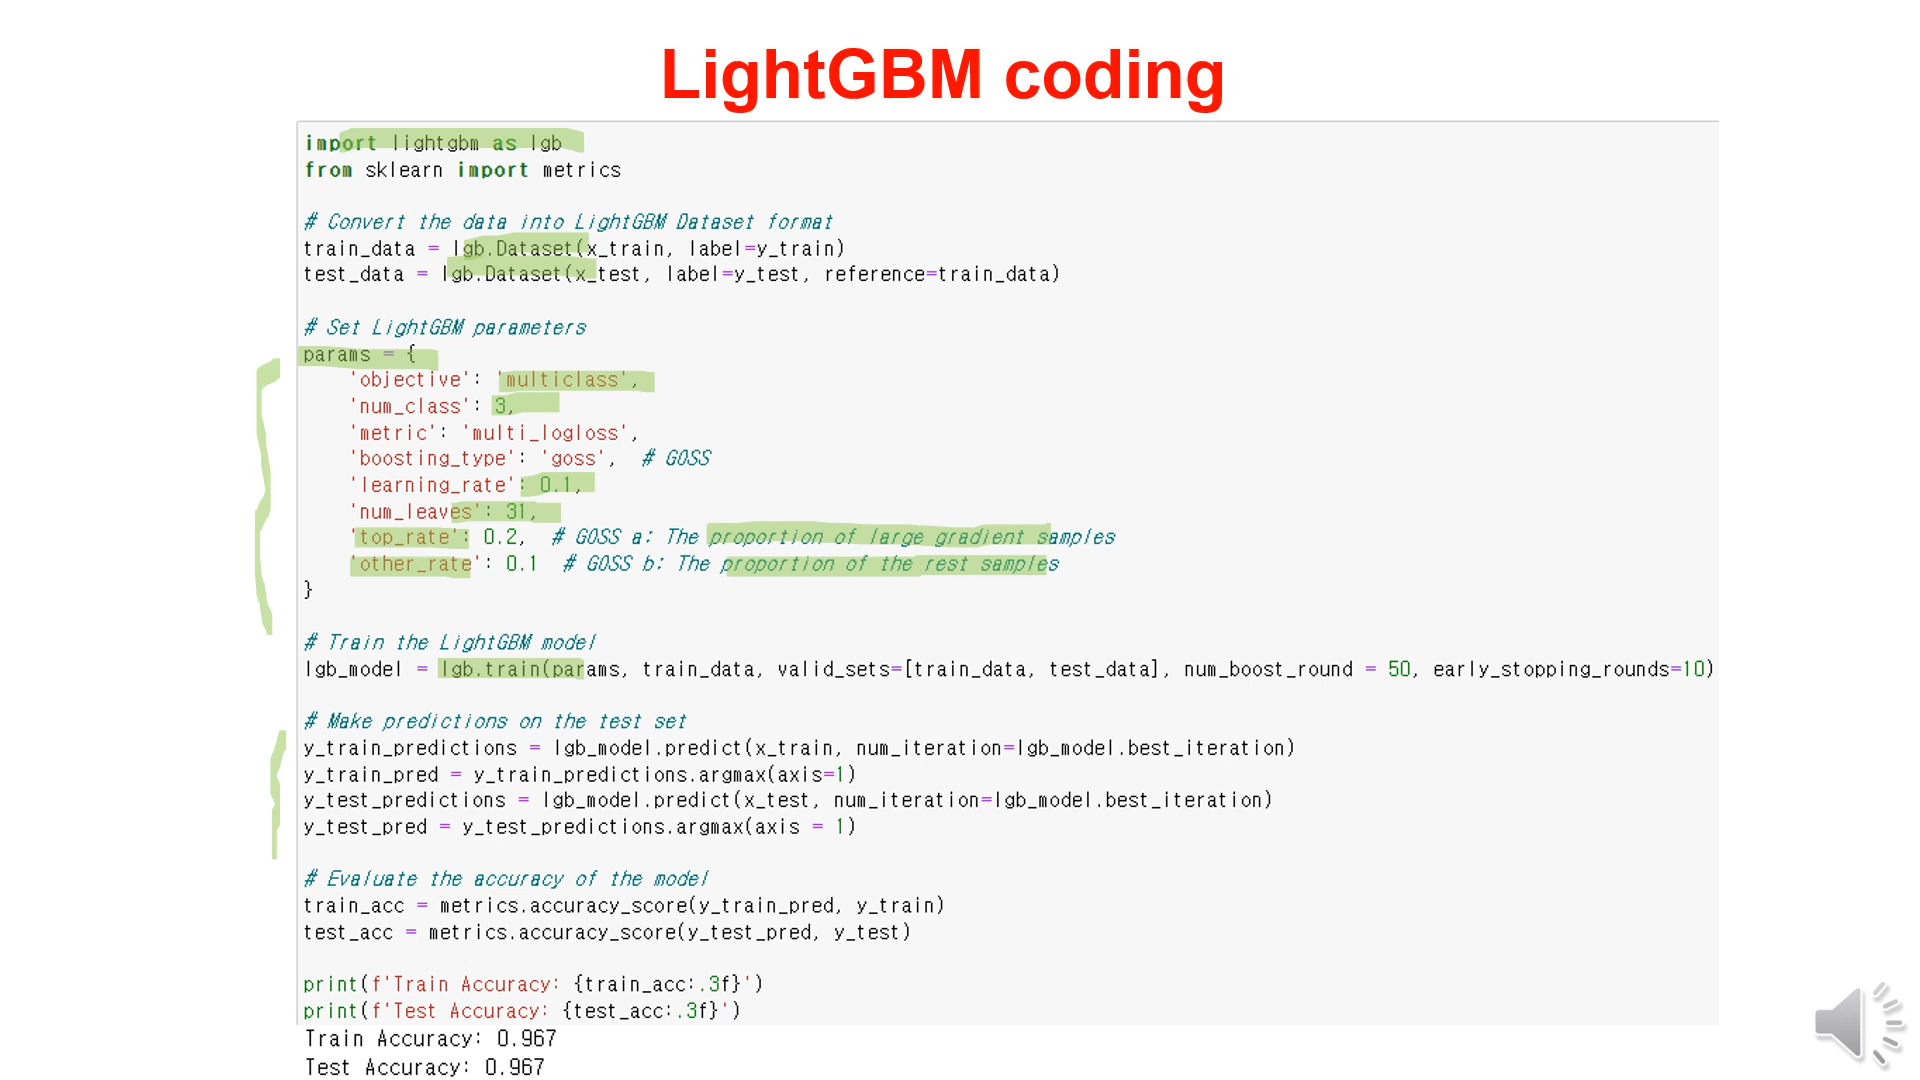 LightGBM coding
import lightgbm as lgb
from sklearn import metrics
# Convert the data into LightGBM Dataset format
train_data = lgb.Dataset(x_train, label=y_train)
test_data = lgb.Dataset(x_test, label=y_test, reference=train_data)
# Set LightGBM parameters
params = {
    'objective': 'multiclass',
    'num_class': 3,
    'metric': 'multi_logloss',
    'boosting_type': 'goss',  # GOSS
    'learning_rate': 0.1,
    'num_leaves': 31,
    'top_rate': 0.2,  # GOSS a: The proportion of large gradient samples
    'other_rate': 0.1  # GOSS b: The proportion of the rest samples
}
# Train the LightGBM model
lgb_model = lgb.train(params, train_data, valid_sets=[train_data, test_data], num_boost_round = 50, early_stopping_rounds=10)
# Make predictions on the test set
y_train_predictions = lgb_model.predict(x_train, num_iteration=lgb_model.best_iteration)
y_train_pred = y_train_predictions.argmax(axis=1)
y_test_predictions = lgb_model.predict(x_test, num_iteration=lgb_model.best_iteration)
y_test_pred = y_test_predictions.argmax(axis = 1)
# Evaluate the accuracy of the model
train_acc = metrics.accuracy_score(y_train_pred, y_train)
test_acc = metrics.accuracy_score(y_test_pred, y_test)
print(f'Train Accuracy: {train_acc:.3f}')
print(f'Test Accuracy: {test_acc:.3f}')
Train Accuracy: 0.967
Test Accuracy: 0.967